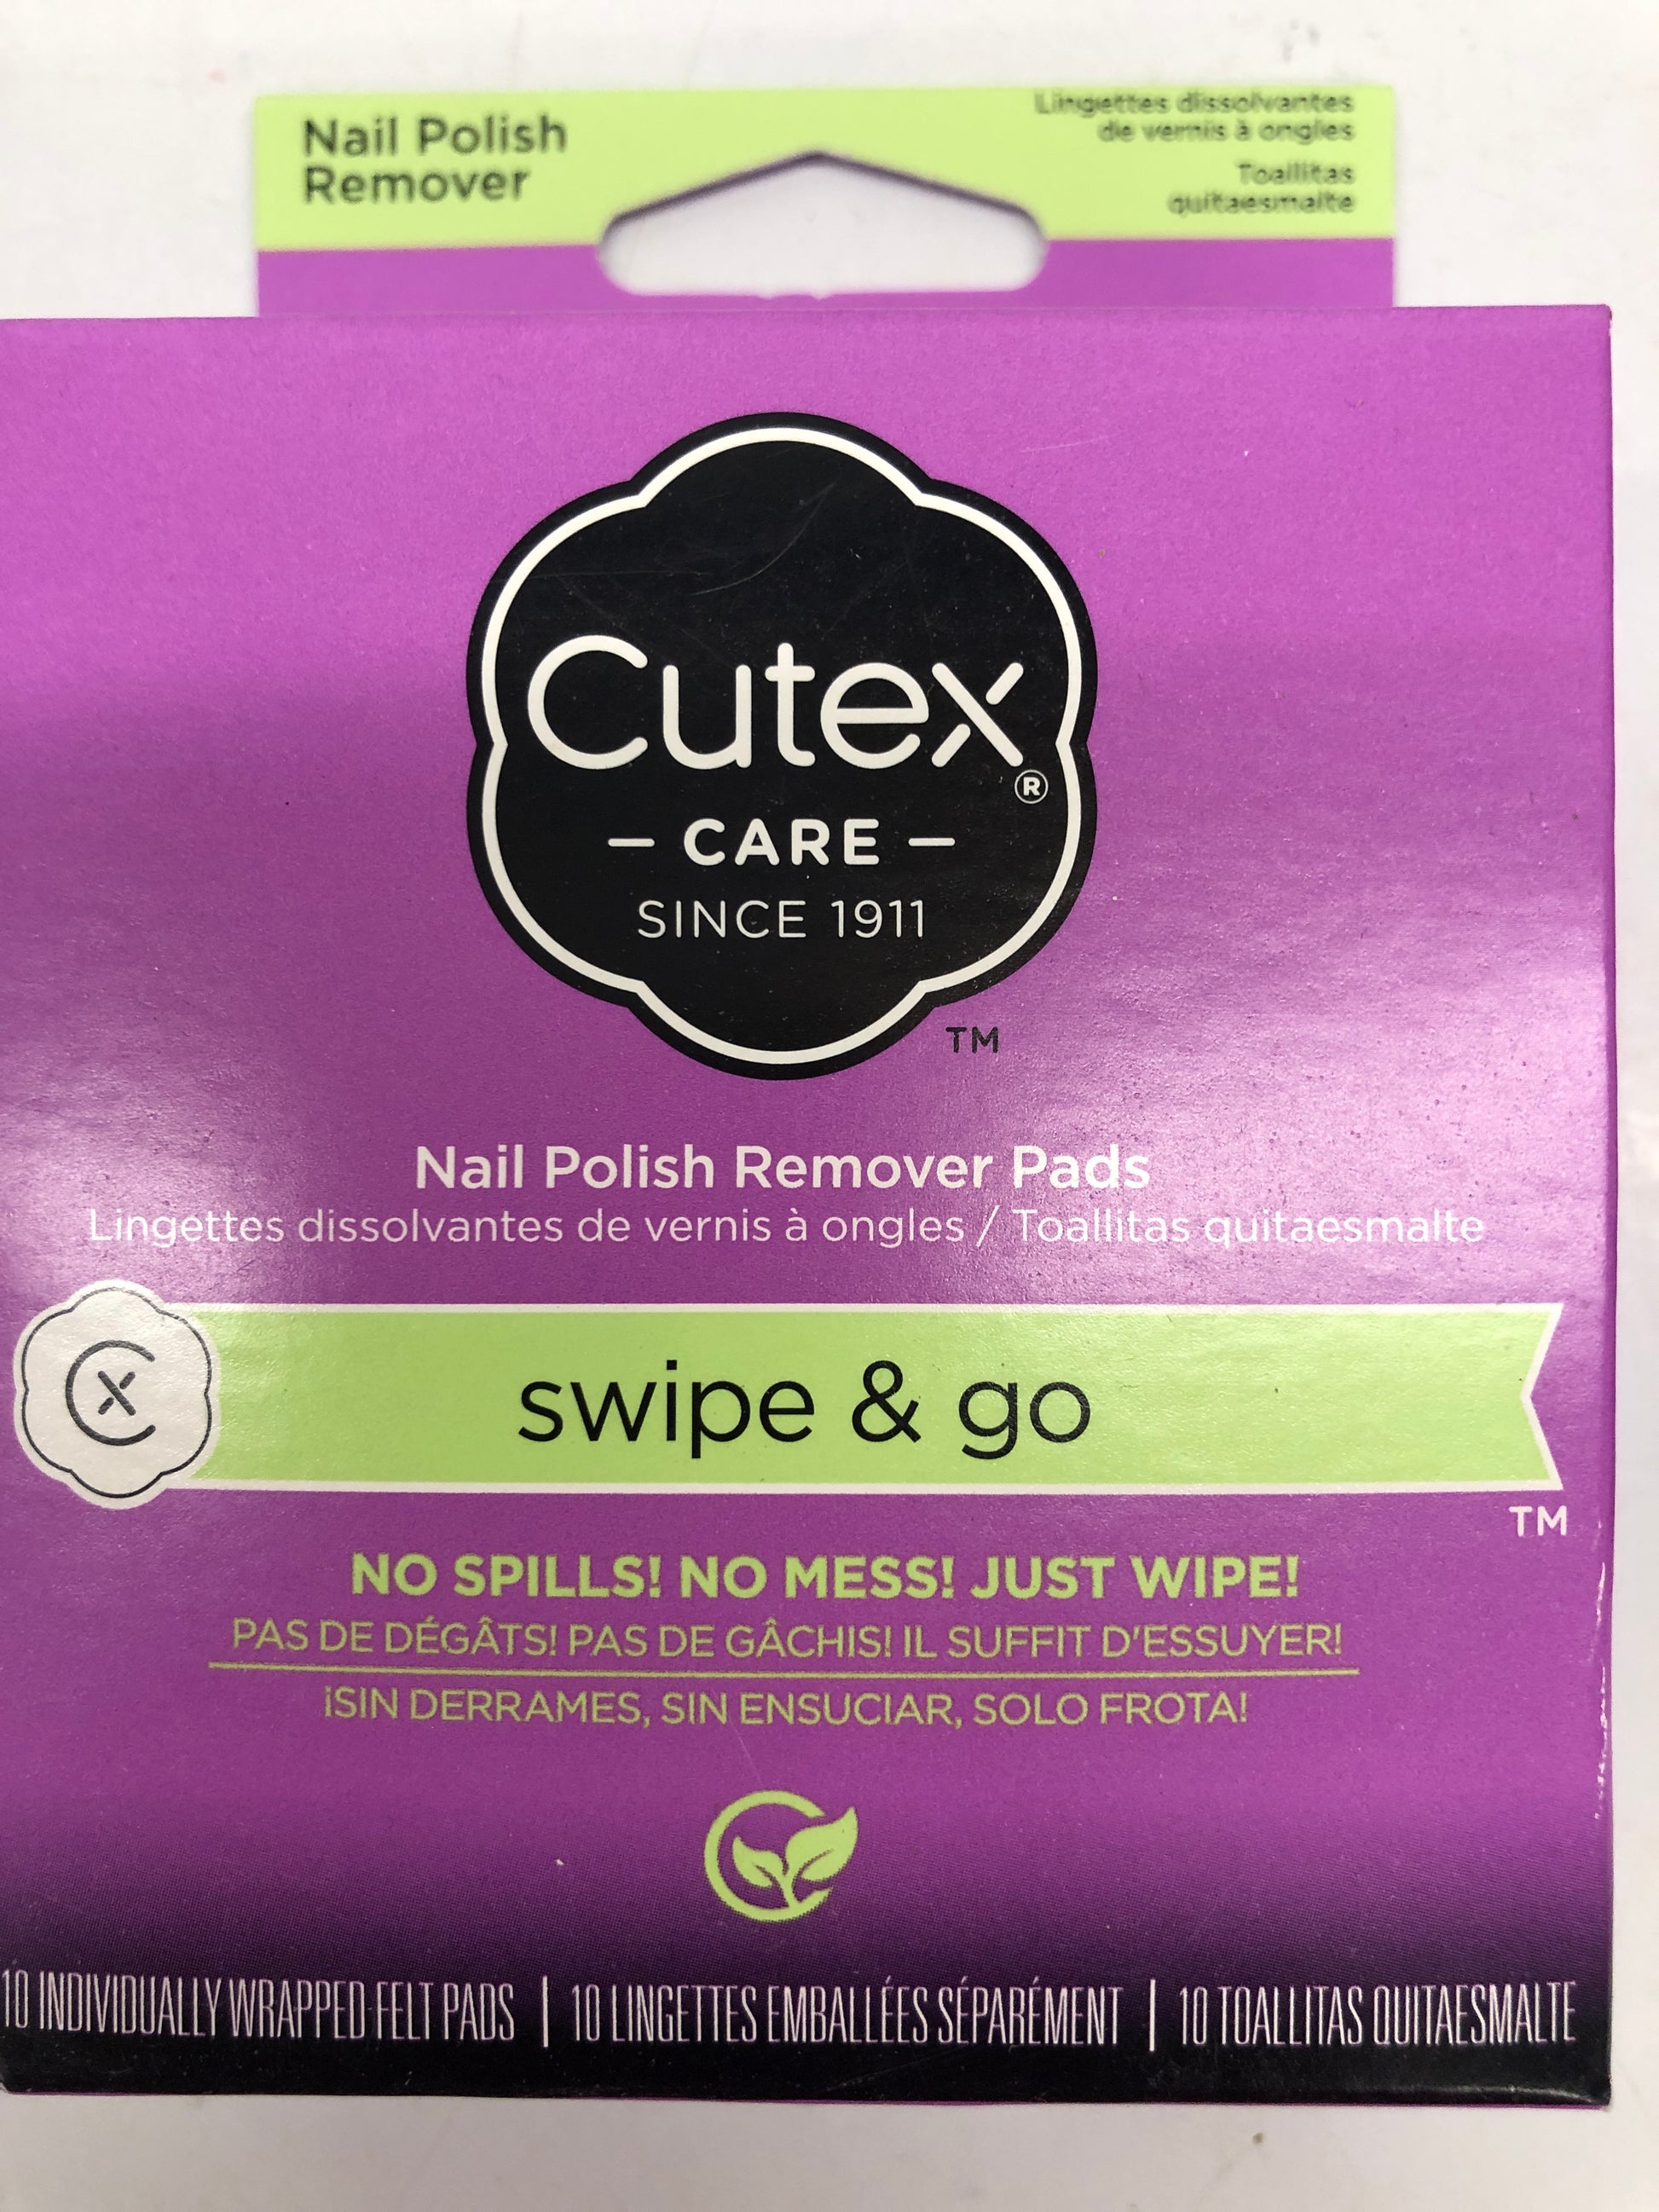 Nail Polish
Remover
Lingettes dissolvantes
de vernis à ongles
Toallitas
quitaesmalte
Cutex®
— CARE —
SINCE 1911
TM
Nail Polish Remover Pads
Lingettes dissolvantes de vernis à ongles / Toallitas quitaesmalte
Cx
swipe & go
TM
NO SPILLS! NO MESS! JUST WIPE!
PAS DE DÉGÂTS! PAS DE GÂCHIS! IL SUFFIT D'ESSUYER!
¡SIN DERRAMES, SIN ENSUCIAR, SOLO FROTA!
10 INDIVIDUALLY WRAPPED FELT PADS | 10 LINGETTES EMBALLÉES SÉPARÉMENT | 10 TOALLITAS QUITAESMALTE